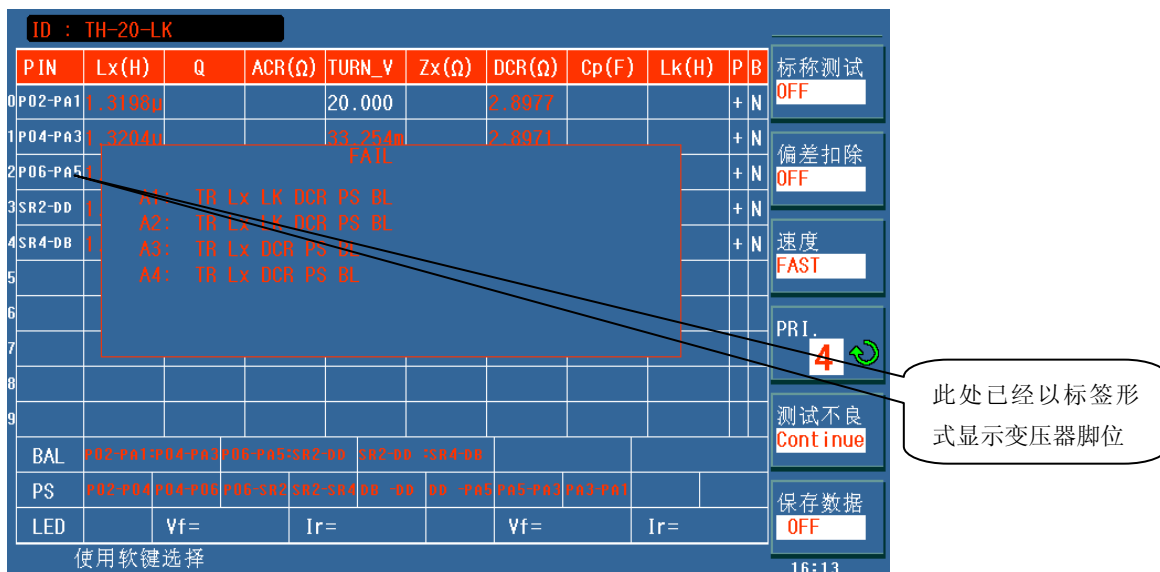 ID : TH-20-LK
PIN Lx(H) Q ACR(Ω) TURN_V Zx(Ω) DCR(Ω) Cp(F) Lk(H) P B
0 P02-PA1 1.3198μ 20.000 2.8977 + N
1 P04-PA3 1.3204μ 33.254m 2.8971 + N
2 P06-PA5 + N
3 SR2-DD + N
4 SR4-DB + N
5
6
7
8
9
FAIL
A1: TR Lx LK DCR PS BL
A2: TR Lx LK DCR PS BL
A3: TR Lx DCR PS BL
A4: TR Lx DCR PS BL
BAL P02-PA1:P04-PA3 P06-PA5:SR2-DD SR2-DD :SR4-DB
PS P02-P04 P04-P06 P06-SR2 SR2-SR4 DB -DD DD -PA5 PA5-PA3 PA3-PA1
LED Vf= Ir= Vf= Ir=
使用软键选择
标称测试
OFF
偏差扣除
OFF
速度
FAST
PRI.
4
测试不良
Continue
保存数据
OFF
16:13
此处已经以标签形
式显示变压器脚位